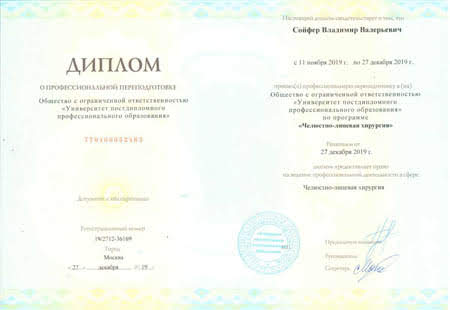 ДИПЛОМ
О ПРОФЕССИОНАЛЬНОЙ ПЕРЕПОДГОТОВКЕ
Общество с ограниченной ответственностью
«Университет постдипломного
профессионального образования»
Документ о квалификации
Регистрационный номер
19/2712-36169
Город
Москва
27 декабря 19 г.
Настоящий диплом свидетельствует о том, что
Сойфер Владимир Валерьевич
с 11 ноября 2019 г. по 27 декабря 2019 г.
прошел(а) профессиональную переподготовку в (на)
Общество с ограниченной ответственностью
«Университет постдипломного
профессионального образования»
по программе
«Челюстно-лицевая хирургия»
Решением от
27 декабря 2019 г.
диплом предоставляет право
на ведение профессиональной деятельности в сфере
Челюстно-лицевая хирургия
М.П.
Председатель комиссии
Руководитель
Секретарь